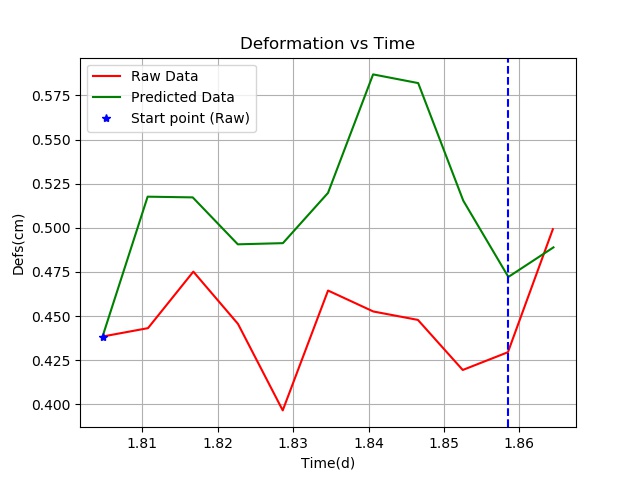 Deformation vs Time
Raw Data
Predicted Data
Start point (Raw)
0.575
0.550
0.525
0.500
0.475
0.450
0.425
0.400
Defs(cm)
1.81 1.82 1.83 1.84 1.85 1.86
Time(d)